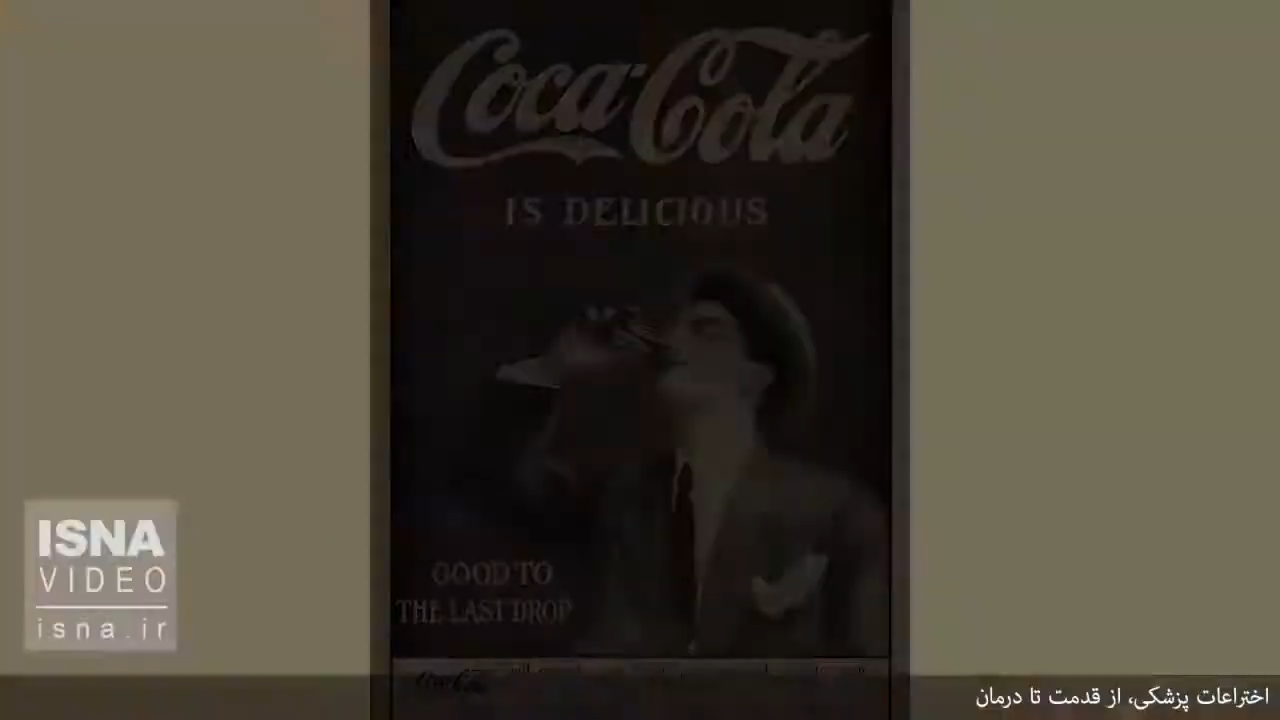 Coca-Cola
IS DELICIOUS
GOOD TO
THE LAST DROP
ISNA
VIDEO
isna.ir
اختراعات پزشکی، از قدمت تا درمان